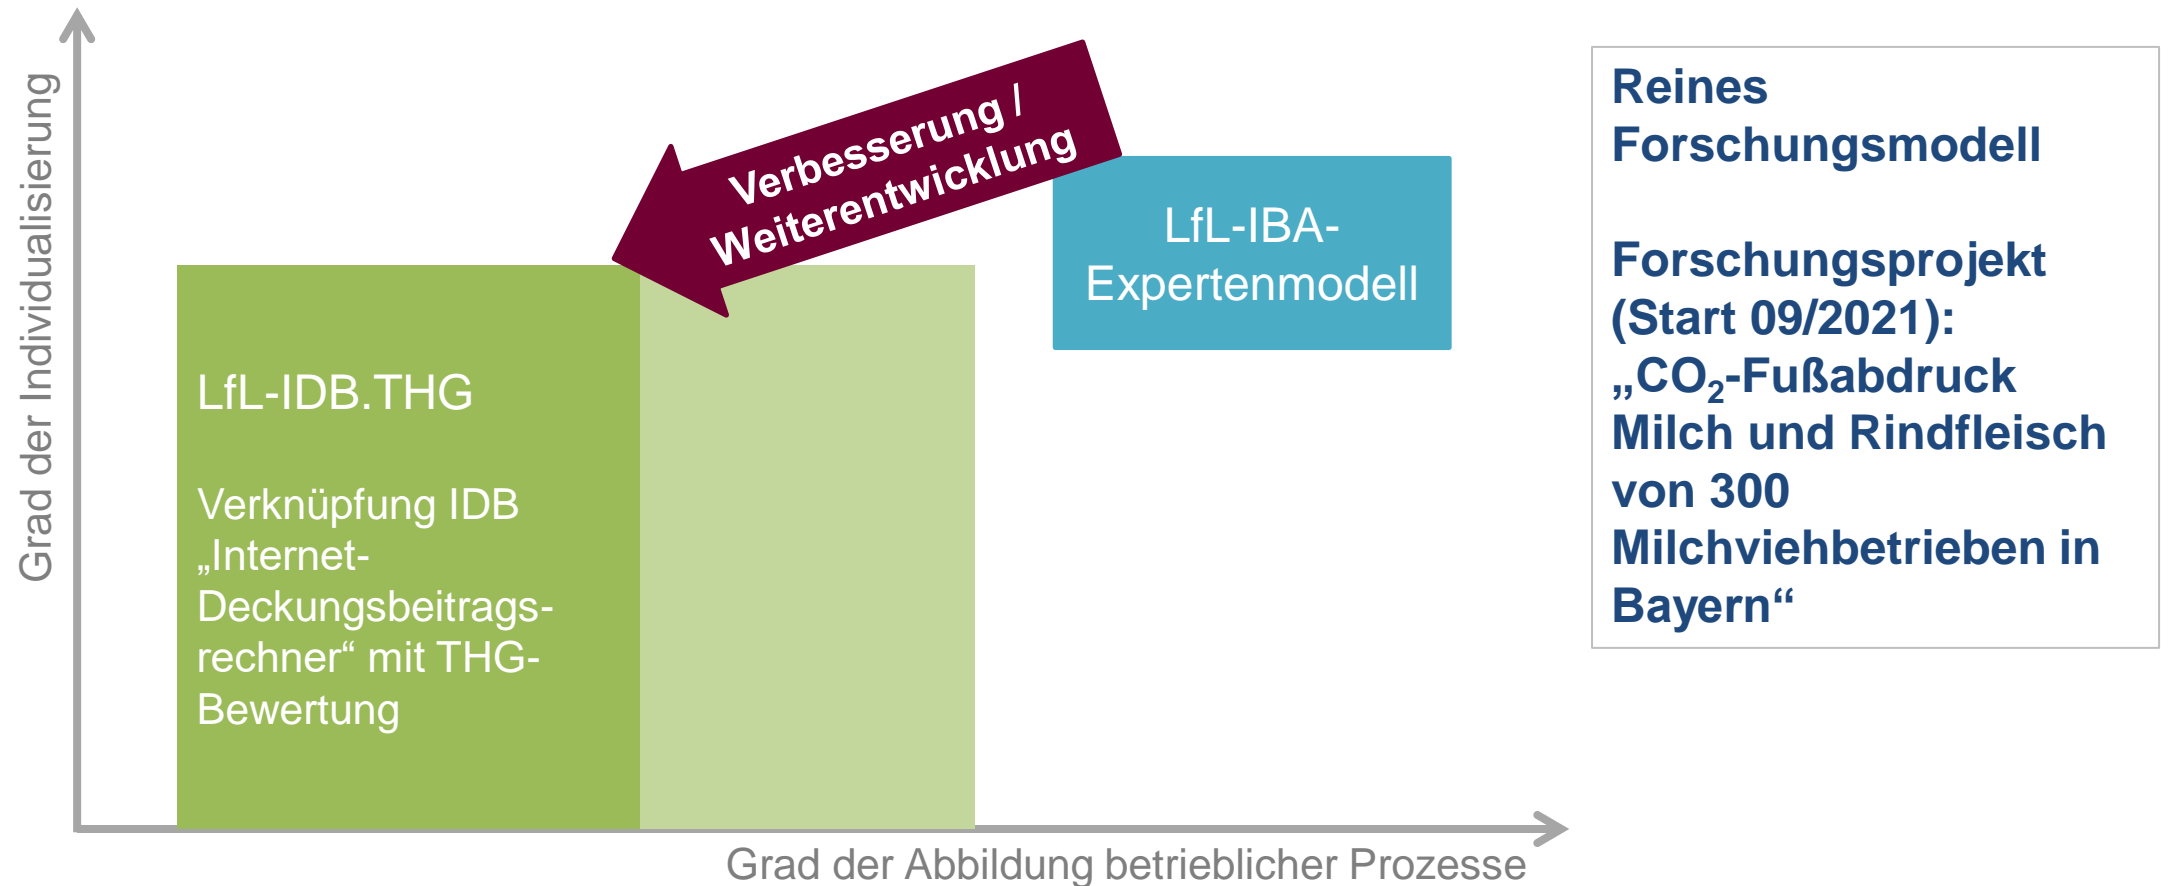 Grad der Individualisierung
Verbesserung /
Weiterentwicklung
LfL-IBA-
Expertenmodell
LfL-IDB.THG
Verknüpfung IDB
„Internet-
Deckungsbeitrags-
rechner“ mit THG-
Bewertung
Grad der Abbildung betrieblicher Prozesse
Reines
Forschungsmodell
Forschungsprojekt
(Start 09/2021):
„CO₂-Fußabdruck
Milch und Rindfleisch
von 300
Milchviehbetrieben in
Bayern“